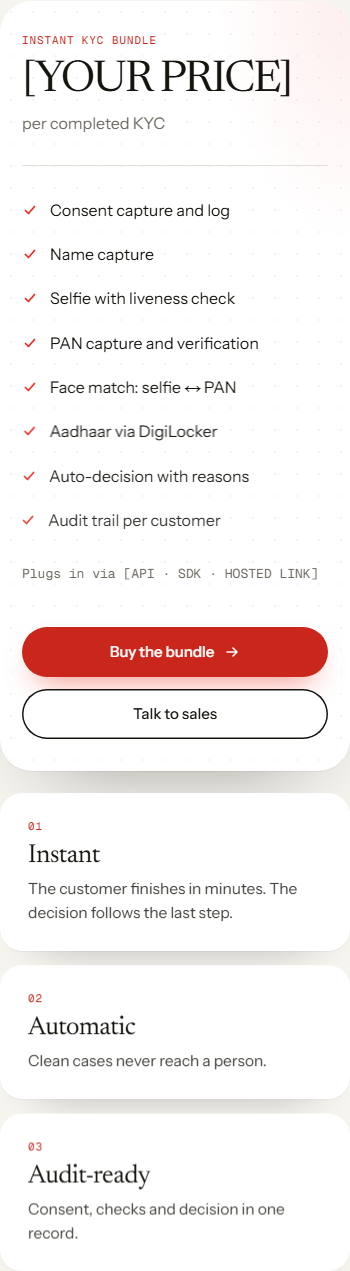 INSTANT KYC BUNDLE
[YOUR PRICE]
per completed KYC
Consent capture and log
Name capture
Selfie with liveness check
PAN capture and verification
Face match: selfie ↔ PAN
Aadhaar via DigiLocker
Auto-decision with reasons
Audit trail per customer
Plugs in via [API · SDK · HOSTED LINK]
Buy the bundle →
Talk to sales
01
Instant
The customer finishes in minutes. The
decision follows the last step.
02
Automatic
Clean cases never reach a person.
03
Audit-ready
Consent, checks and decision in one
record.